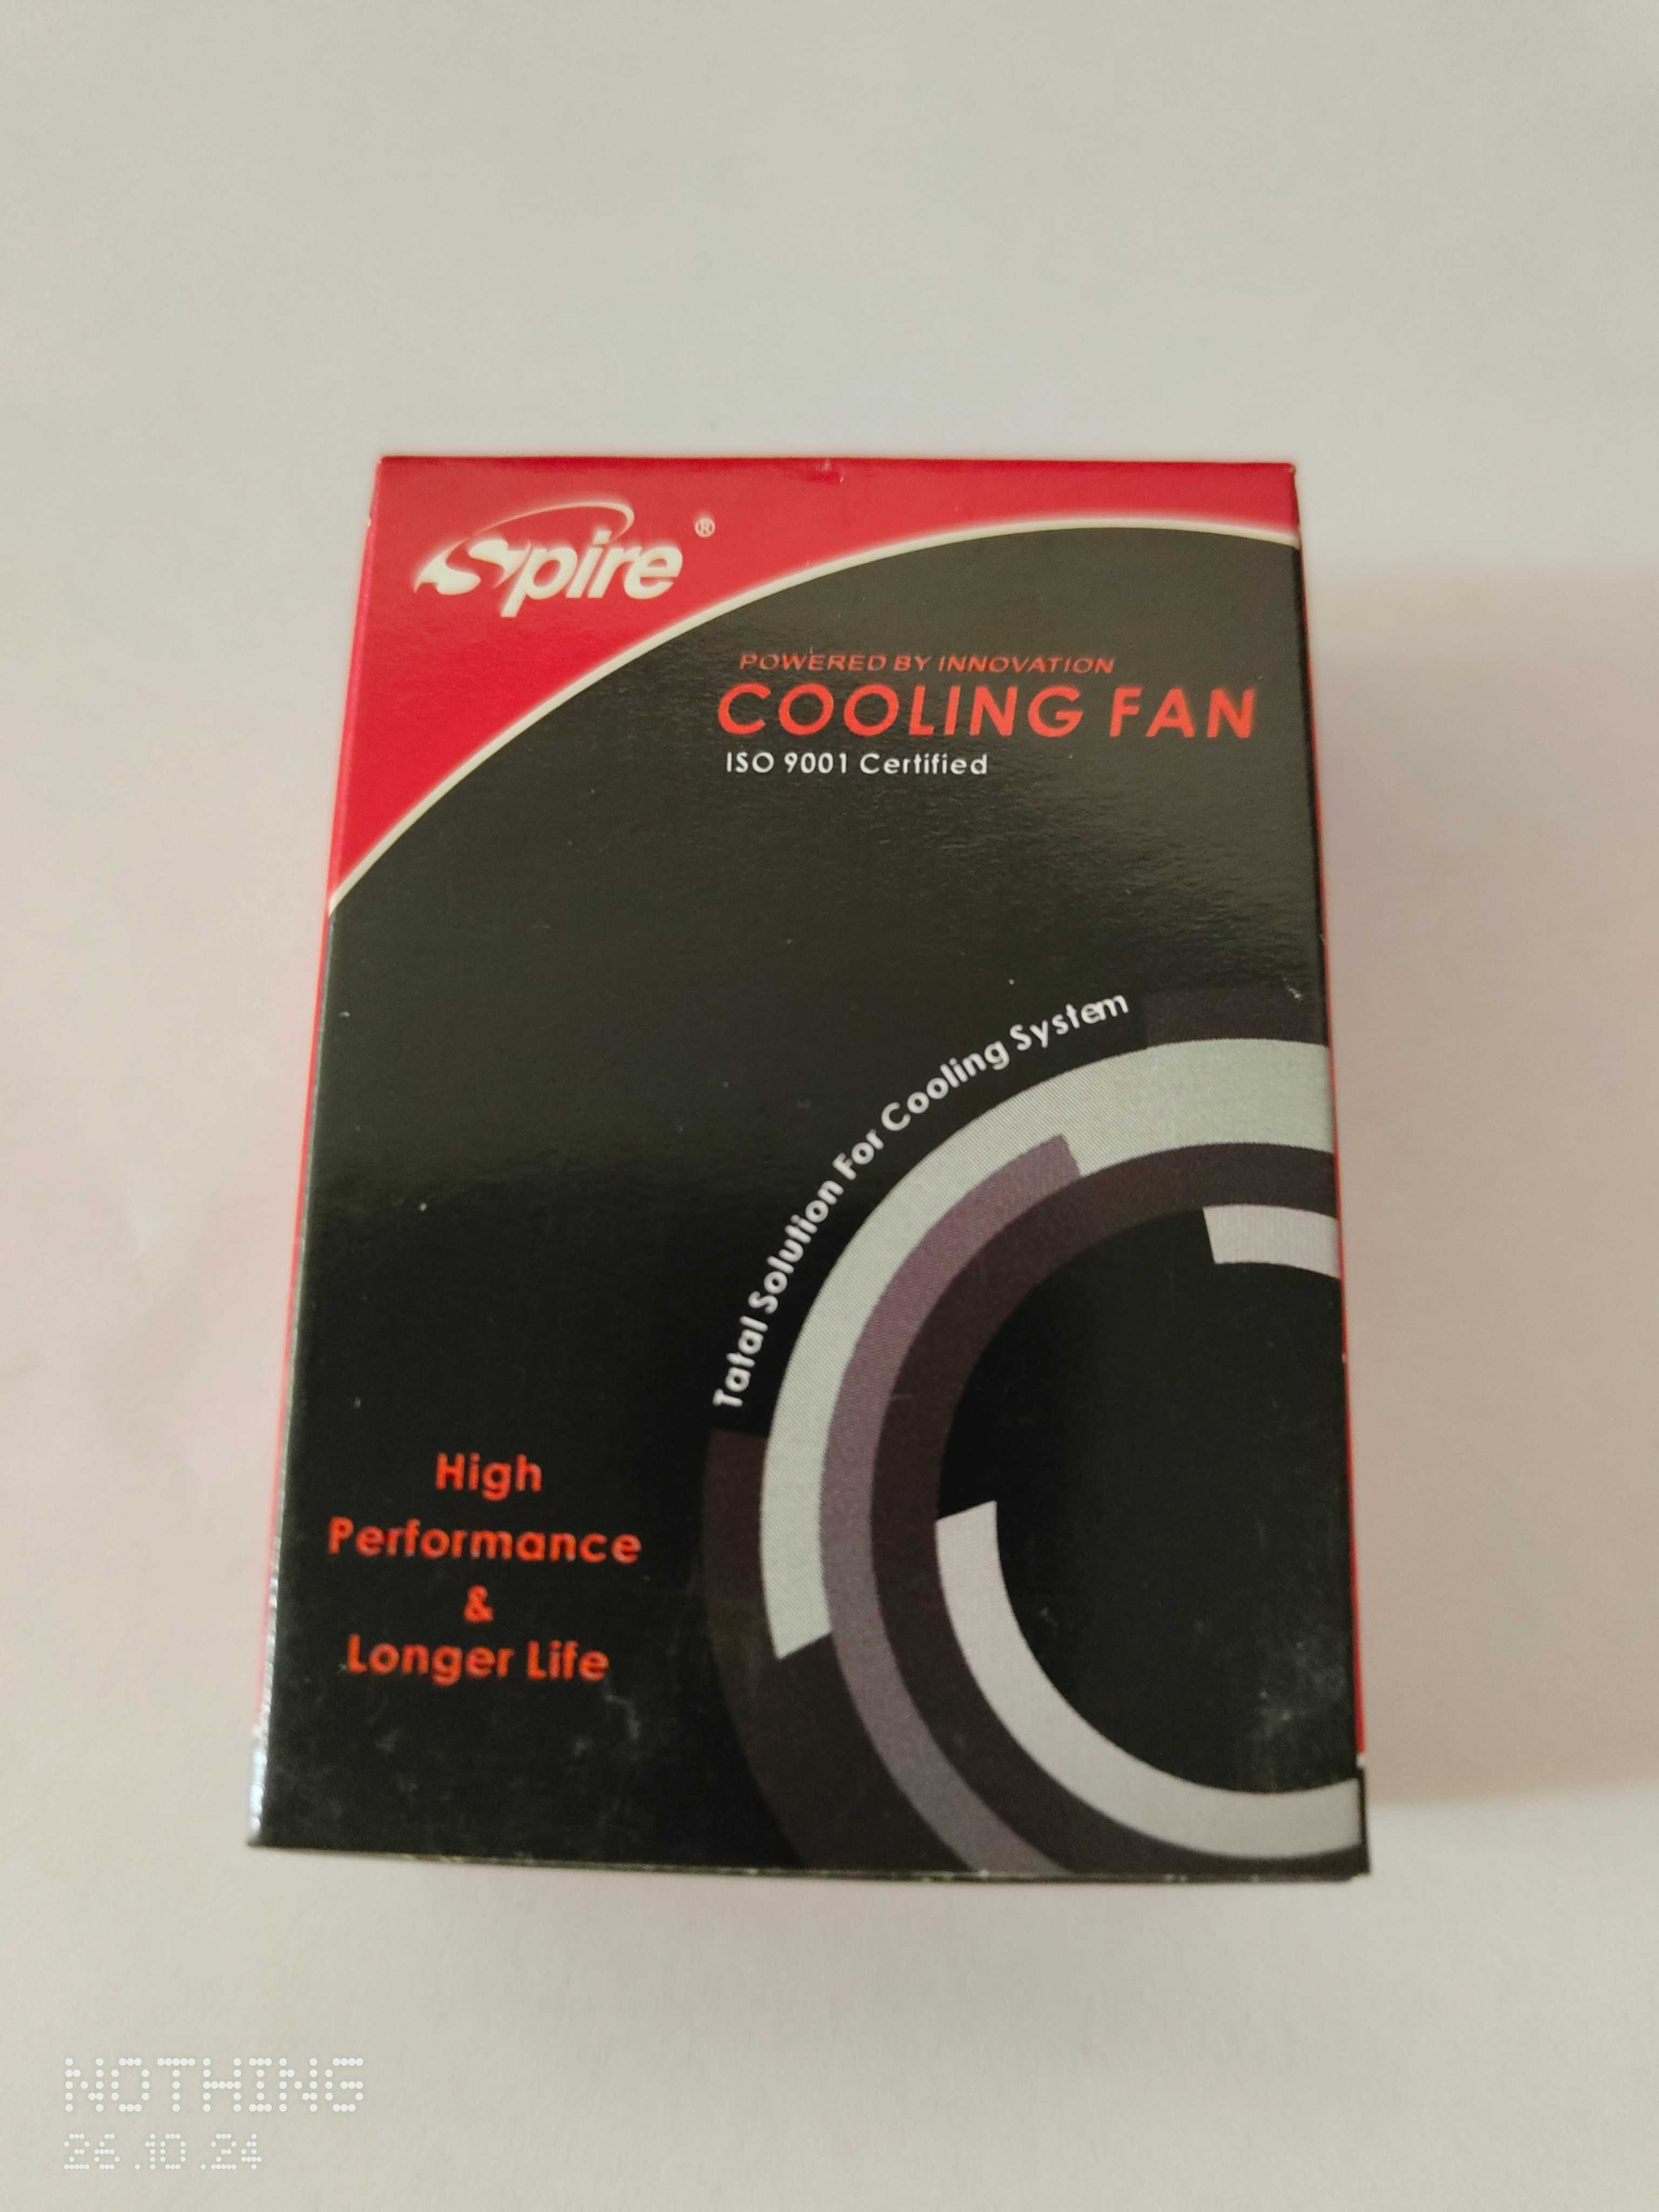 Spire ®
POWERED BY INNOVATION
COOLING FAN
ISO 9001 Certified
Tatal Solution For Cooling System
High
Performance
&
Longer Life
NOTHING
26.10.24